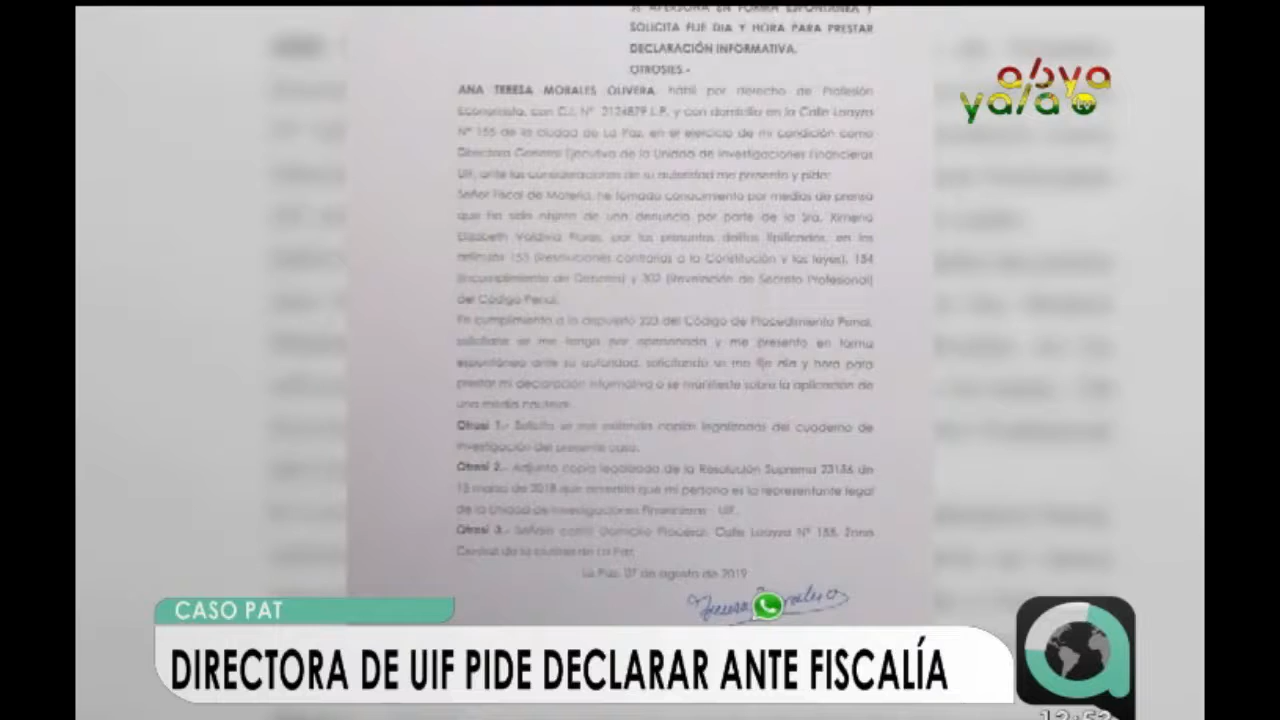 SE APERSONA EN FORMA ESPONTÁNEA Y
SOLICITA FIJE DIA Y HORA PARA PRESTAR
DECLARACIÓN INFORMATIVA.
OTROSIES.-
abya
yala tv
ANA TERESA MORALES OLIVERA, hábil por derecho de Profesión
Economista, con C.I. Nº L.P. y con domicilio en la Calle Loayza
Nº 155 de la ciudad de La Paz, en el ejercicio de mi condición como
Directora General Ejecutiva de la Unidad de Investigaciones Financieras
UIF, ante las consideraciones de su autoridad me presento y pido:
Señor Fiscal de Materia, he tomado conocimiento por medios de prensa
que he sido objeto de una denuncia por parte de la Sra. Ximena
Elizabeth por los presuntos delitos tipificados, en los
artículos 153 (Resoluciones contrarias a la Constitución y las leyes), 154
(Incumplimiento de Deberes) y 302 (Revelación de Secreto Profesional)
del Código Penal.
En cumplimiento a lo dispuesto 223 del Código de Procedimiento Penal,
solicitarle se me tenga por apersonada y me presento en forma
espontánea ante su autoridad, solicitando se me fije día y hora para
prestar mi declaración informativa o se manifieste sobre la aplicación de
una
Otrosí 1.- Solicito se me extienda copias legalizadas del cuaderno de
investigación del presente caso.
Otrosí 2.- Adjunto copia legalizada de la Resolución Suprema 23186 de
13 marzo de 2018 que acredita que mi persona es la representante legal
de la Unidad de Investigaciones Financieras - UIF.
Otrosí 3.- Señalo como Domicilio Procesal, Calle Loayza Nº 155, Zona
Central de la ciudad de La Paz.
La Paz, 07 de agosto de 2019
CASO PAT
DIRECTORA DE UIF PIDE DECLARAR ANTE FISCALÍA
12:52